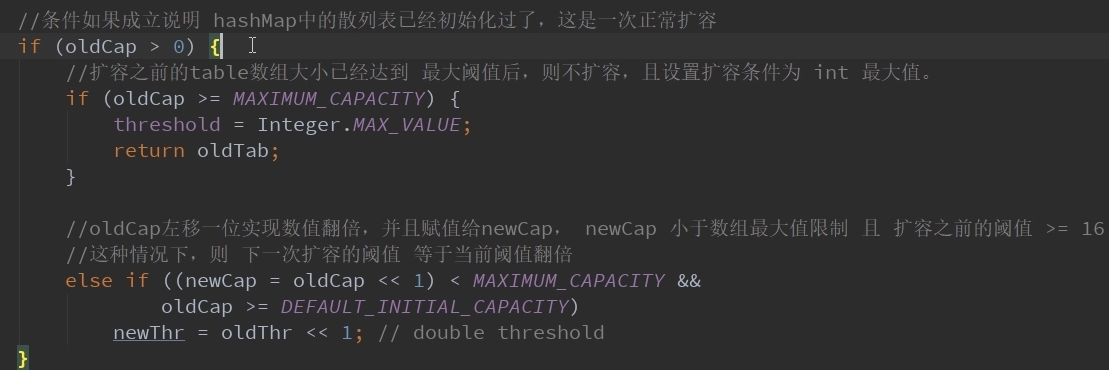 //条件如果成立说明 hashMap中的散列表已经初始化过了，这是一次正常扩容
if (oldCap > 0) {
//扩容之前的table数组大小已经达到 最大阈值后，则不扩容，且设置扩容条件为 int 最大值。
if (oldCap >= MAXIMUM_CAPACITY) {
threshold = Integer.MAX_VALUE;
return oldTab;
}
//oldCap左移一位实现数值翻倍，并且赋值给newCap， newCap 小于数组最大值限制 且 扩容之前的阈值 >= 16
//这种情况下，则 下一次扩容的阈值 等于当前阈值翻倍
else if ((newCap = oldCap << 1) < MAXIMUM_CAPACITY &&
oldCap >= DEFAULT_INITIAL_CAPACITY)
newThr = oldThr << 1; // double threshold
}